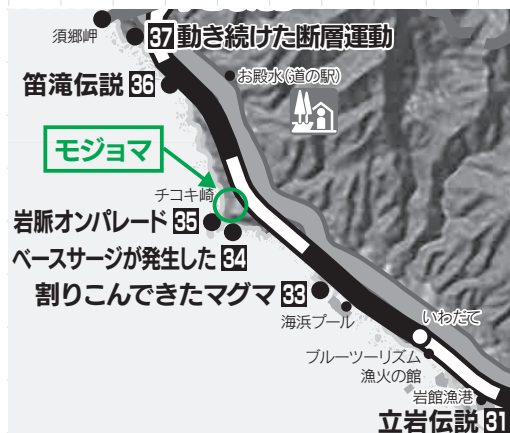 須郷岬
37 動き続けた断層運動
笛滝伝説 36
お殿水(道の駅)
モジョマ
チコキ崎
岩脈オンパレード 35
ベースサージが発生した 34
割りこんできたマグマ 33
海浜プール
いわだて
ブルーツーリズム
漁火の館
岩館漁港
立岩伝説 31